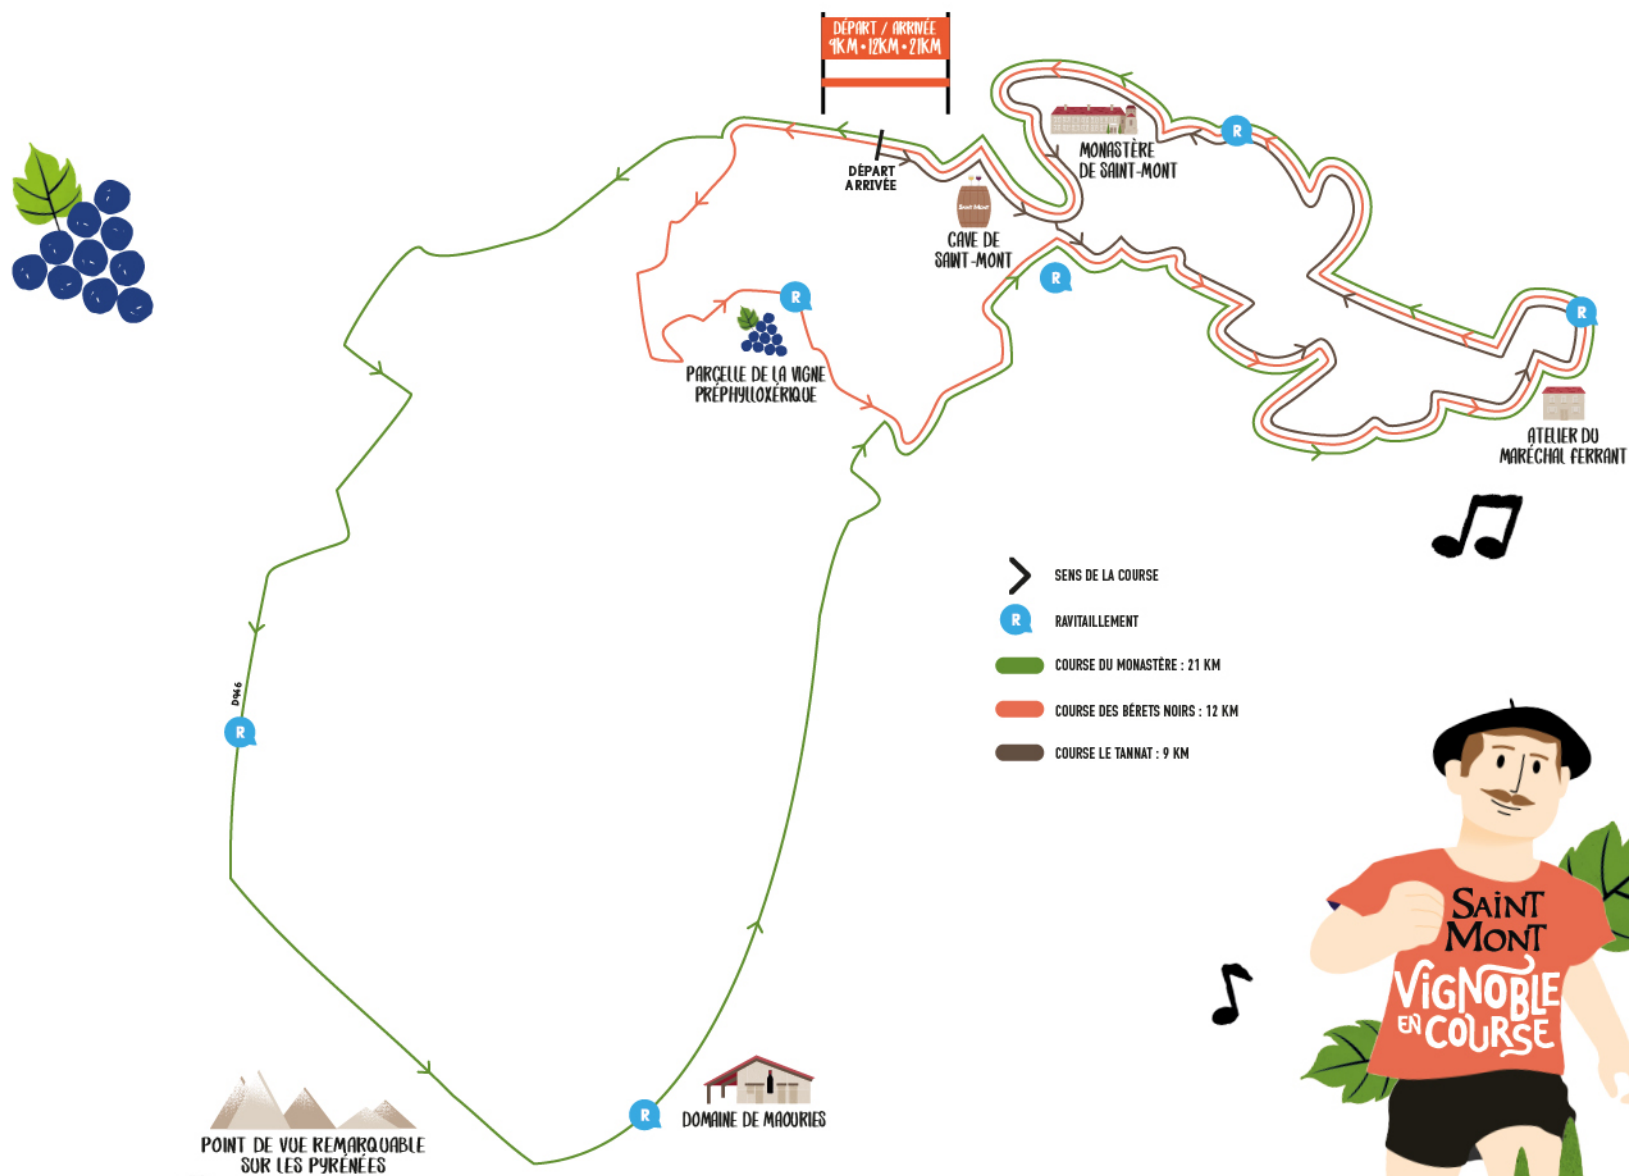 DÉPART / ARRIVÉE
9KM • 12KM • 21KM
DÉPART
ARRIVÉE
MONASTÈRE
DE SAINT-MONT
R
SAINT MONT
CAVE DE
SAINT-MONT
R
R
R
PARCELLE DE LA VIGNE
PRÉPHYLLOXÉRIQUE
ATELIER DU
MARÉCHAL FERRANT
SENS DE LA COURSE
R
RAVITAILLEMENT
COURSE DU MONASTÈRE : 21 KM
COURSE DES BÉRETS NOIRS : 12 KM
COURSE LE TANNAT : 9 KM
D946
R
SAINT
MONT
VIGNOBLE
EN COURSE
R
DOMAINE DE MAOURIES
POINT DE VUE REMARQUABLE
SUR LES PYRÉNÉES